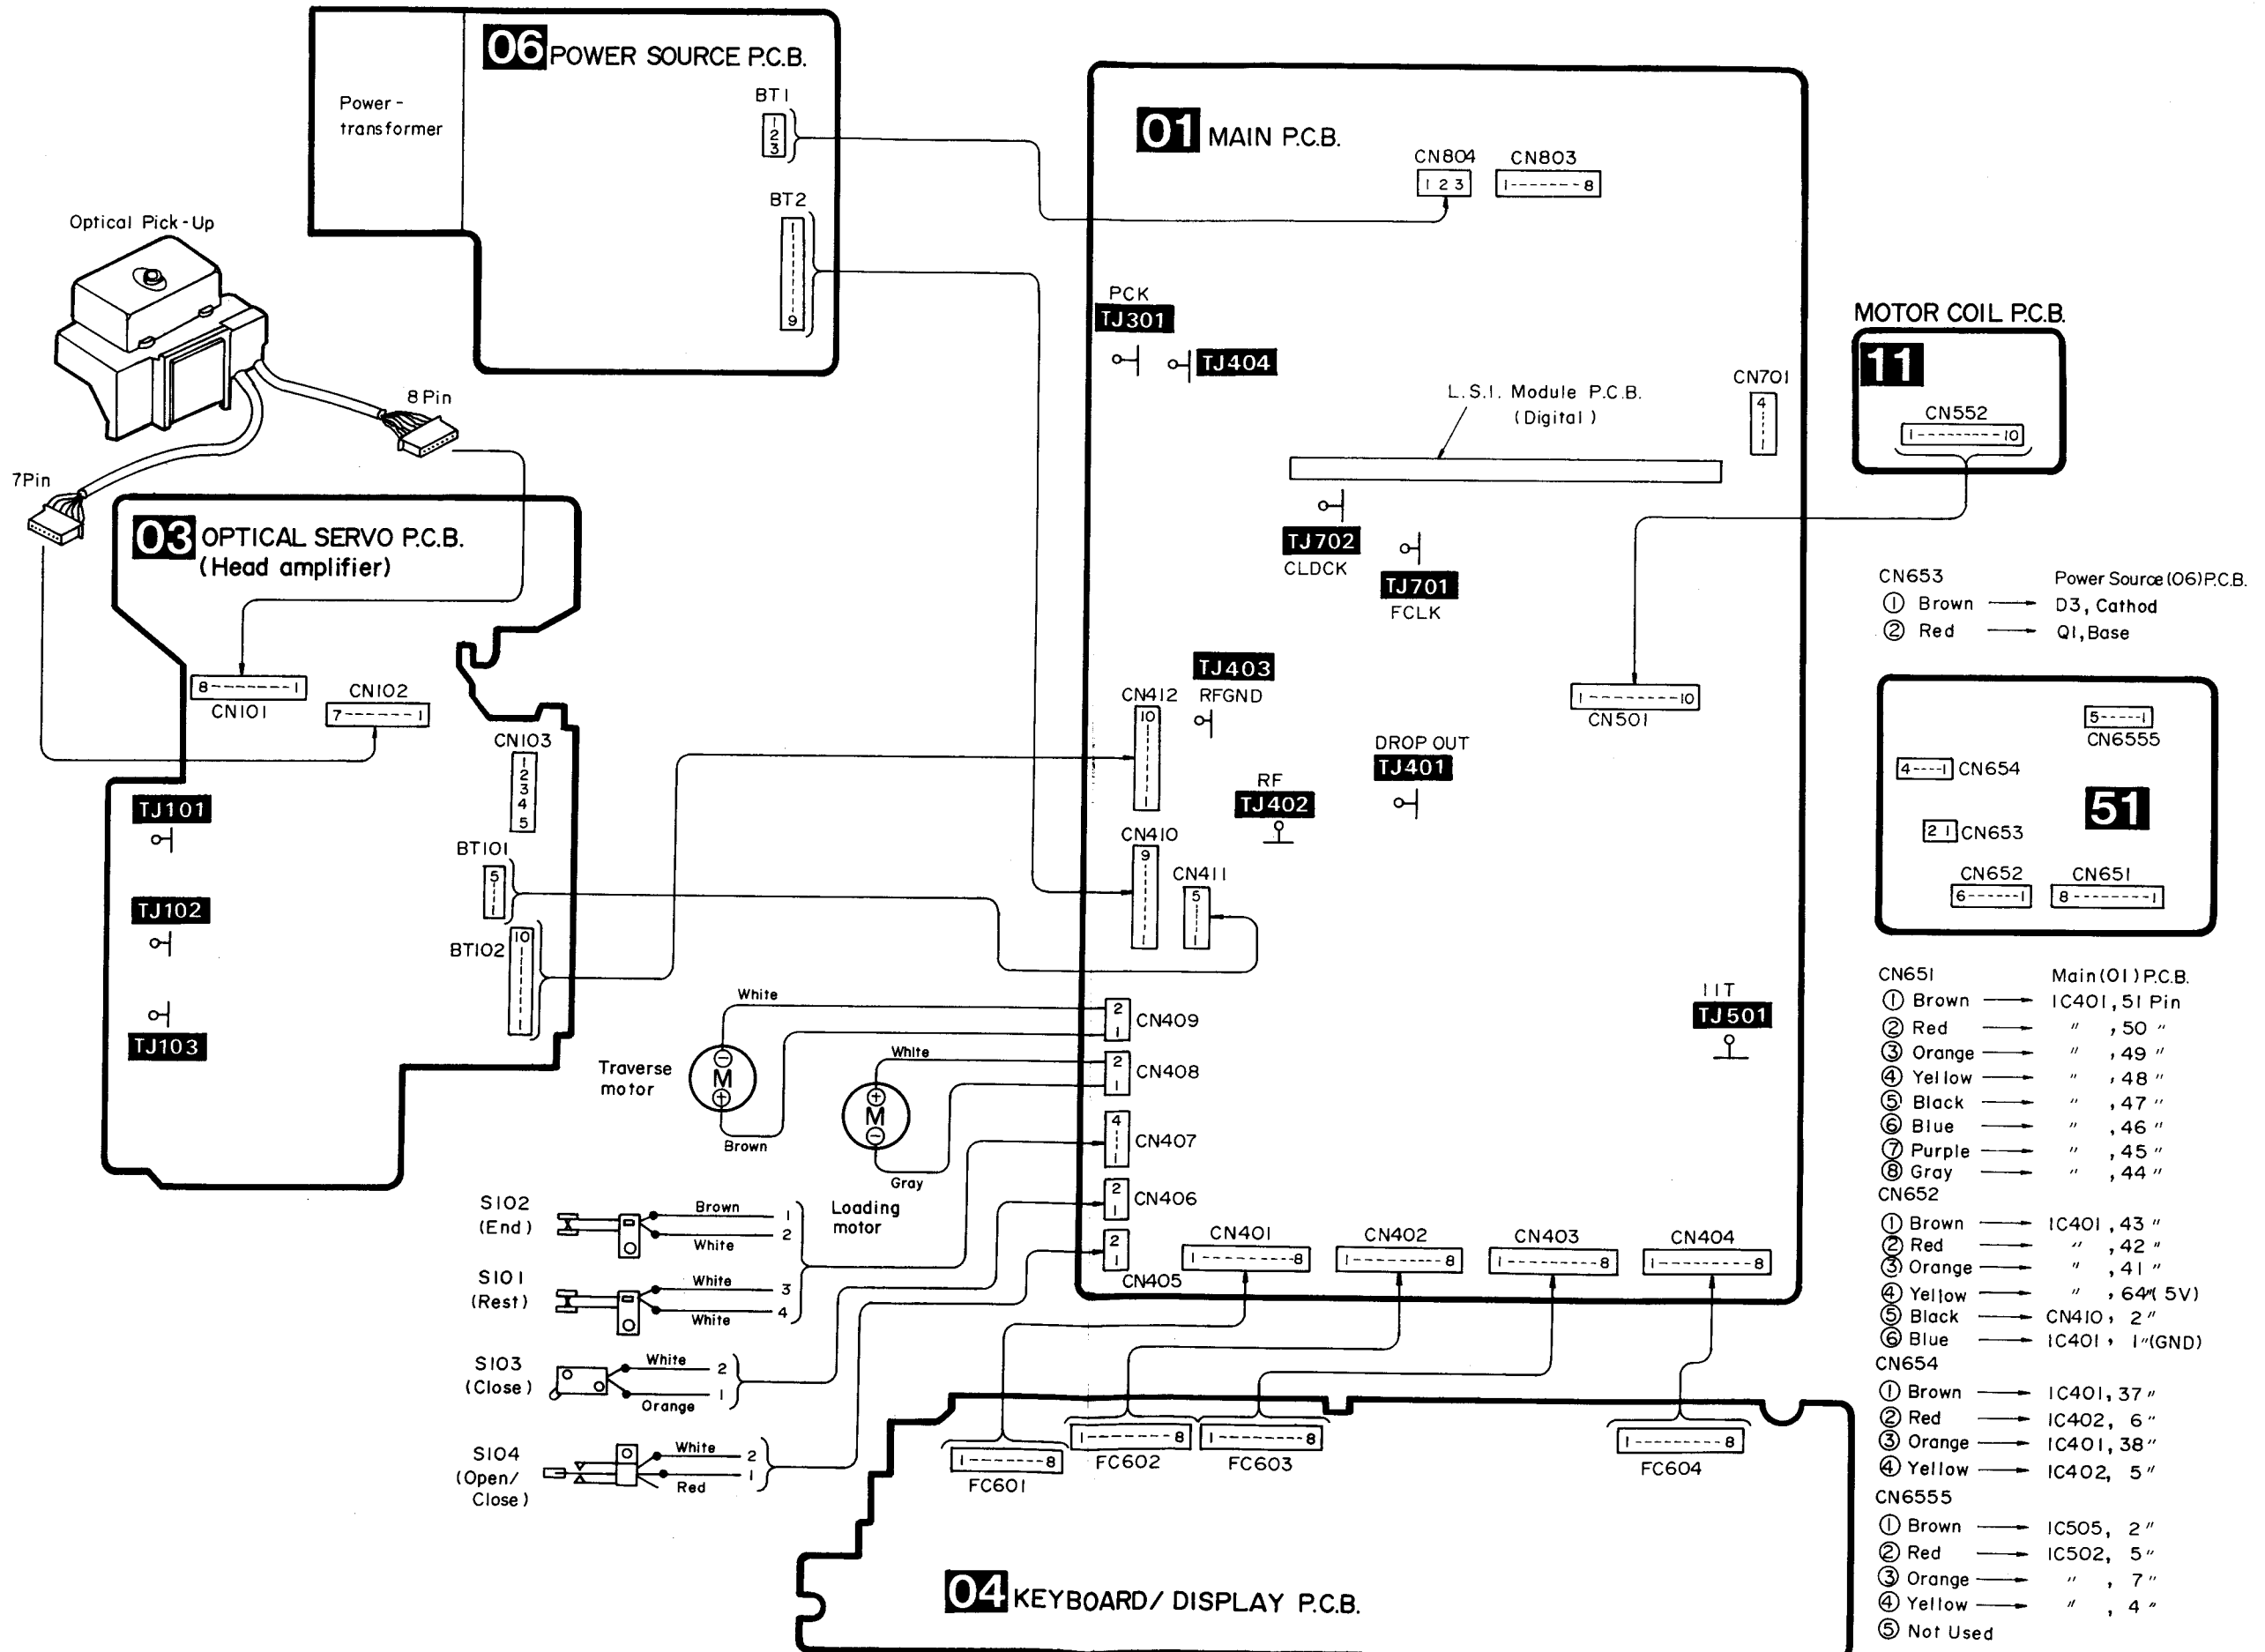 06 POWER SOURCE P.C.B.
Power-
transformer
BT1
1
2
3
BT2
1
9
01 MAIN P.C.B.
CN804
1 2 3
CN803
1-------8
Optical Pick-Up
8 Pin
7Pin
PCK
TJ301
TJ404
L.S.I. Module P.C.B.
(Digital)
CN701
4
1
MOTOR COIL P.C.B.
11
CN552
1--------10
03 OPTICAL SERVO P.C.B.
(Head amplifier)
TJ702
CLDCK
TJ701
FCLK
CN653 Power Source (06) P.C.B.
① Brown → D3, Cathod
② Red → Q1, Base
8-------1
CN101
CN102
7------1
CN103
1
2
3
4
5
TJ403
RFGND
CN412
10
1
1--------10
CN501
DROP OUT
TJ401
RF
TJ402
5-----1
CN6555
4----1 CN654
51
2 1 CN653
CN652
6-----1
CN651
8--------1
TJ101
TJ102
TJ103
BT101
5
1
BT102
10
1
CN410
9
1
CN411
5
1
11T
TJ501
White
Traverse
motor
⊖
M
⊕
Brown
2
1
CN409
White
⊕
M
⊖
Gray
Loading
motor
2
1
CN408
4
1
CN407
2
1
CN406
2
1
CN405
S102
(End)
Brown 1
White 2
S101
(Rest)
White 3
White 4
S103
(Close)
White 2
Orange 1
S104
(Open/
Close)
White 2
Red 1
CN401
1--------8
CN402
1--------8
CN403
1--------8
CN404
1--------8
1-------8
FC601
1-------8
FC602
1-------8
FC603
1-------8
FC604
04 KEYBOARD/DISPLAY P.C.B.
CN651 Main (01) P.C.B.
① Brown → IC401, 51 Pin
② Red → " , 50 "
③ Orange → " , 49 "
④ Yellow → " , 48 "
⑤ Black → " , 47 "
⑥ Blue → " , 46 "
⑦ Purple → " , 45 "
⑧ Gray → " , 44 "
CN652
① Brown → IC401, 43 "
② Red → " , 42 "
③ Orange → " , 41 "
④ Yellow → " , 64"(5V)
⑤ Black → CN410, 2 "
⑥ Blue → IC401, 1"(GND)
CN654
① Brown → IC401, 37 "
② Red → IC402, 6 "
③ Orange → IC401, 38 "
④ Yellow → IC402, 5 "
CN6555
① Brown → IC505, 2 "
② Red → IC502, 5 "
③ Orange → " , 7 "
④ Yellow → " , 4 "
⑤ Not Used